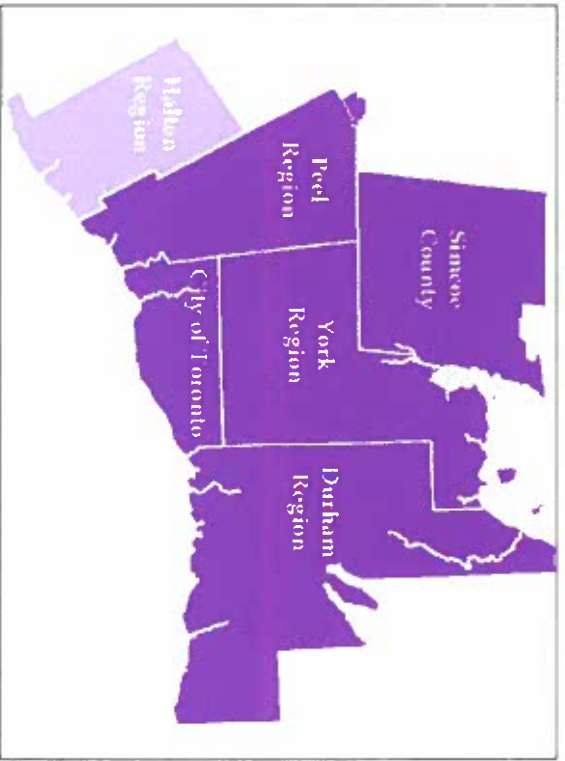 Halton
Region
Peel
Region
Simcoe
County
York
Region
City of Toronto
Durham
Region